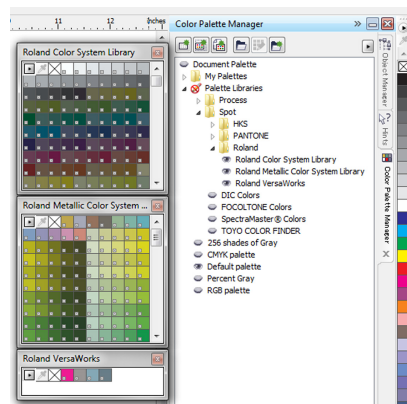 11
12
inches
Color Palette Manager
Roland Color System Library
Roland Metallic Color System ...
Roland VersaWorks
Document Palette
My Palettes
Palette Libraries
Process
Spot
HKS
PANTONE
Roland
Roland Color System Library
Roland Metallic Color System Library
Roland VersaWorks
DIC Colors
FOCOLTONE Colors
SpectraMaster® Colors
TOYO COLOR FINDER
256 shades of Gray
CMYK palette
Default palette
Percent Gray
RGB palette
Object Manager
Hints
Color Palette Manager